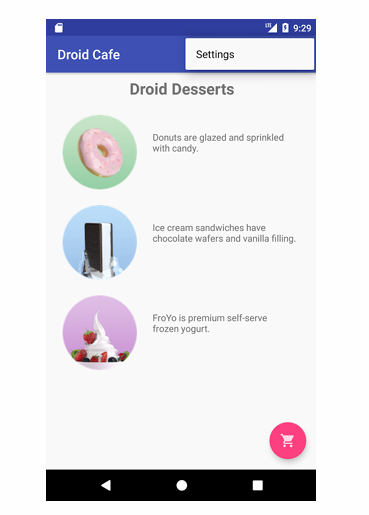 LTE 9:29
Droid Cafe
Settings
Droid Desserts
Donuts are glazed and sprinkled
with candy.
Ice cream sandwiches have
chocolate wafers and vanilla filling.
FroYo is premium self-serve
frozen yogurt.